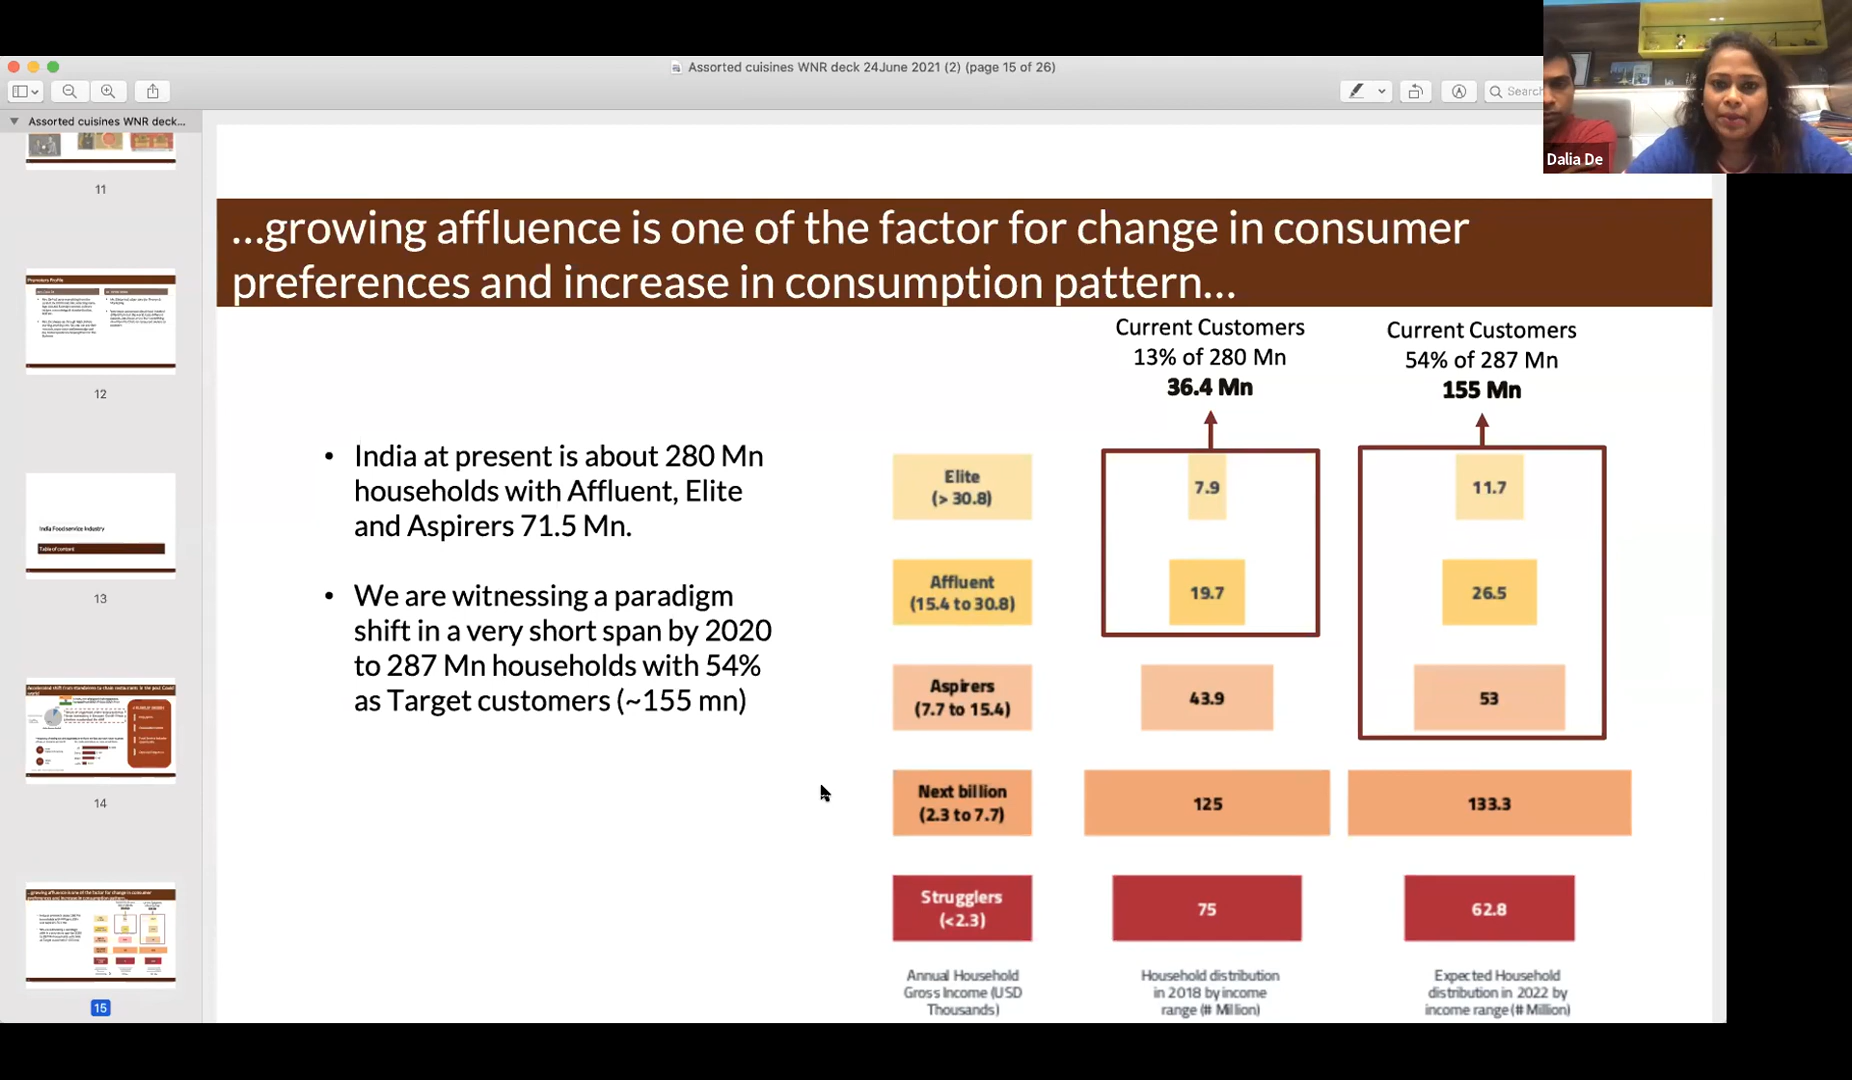 Assorted cuisines WNR deck 24June 2021 (2) (page 15 of 26)
Search
Dalia De
Assorted cuisines WNR deck...
11
12
India Foodservice Industry
Table of content
13
14
15
...growing affluence is one of the factor for change in consumer
preferences and increase in consumption pattern...
Current Customers
13% of 280 Mn
36.4 Mn
Current Customers
54% of 287 Mn
155 Mn
• India at present is about 280 Mn
households with Affluent, Elite
and Aspirers 71.5 Mn.
• We are witnessing a paradigm
shift in a very short span by 2020
to 287 Mn households with 54%
as Target customers (~155 mn)
Elite
(> 30.8)
7.9
11.7
Affluent
(15.4 to 30.8)
19.7
26.5
Aspirers
(7.7 to 15.4)
43.9
53
Next billion
(2.3 to 7.7)
125
133.3
Strugglers
(<2.3)
75
62.8
Annual Household
Gross Income (USD
Thousands)
Household distribution
in 2018 by income
range (# Million)
Expected Household
distribution in 2022 by
income range (# Million)